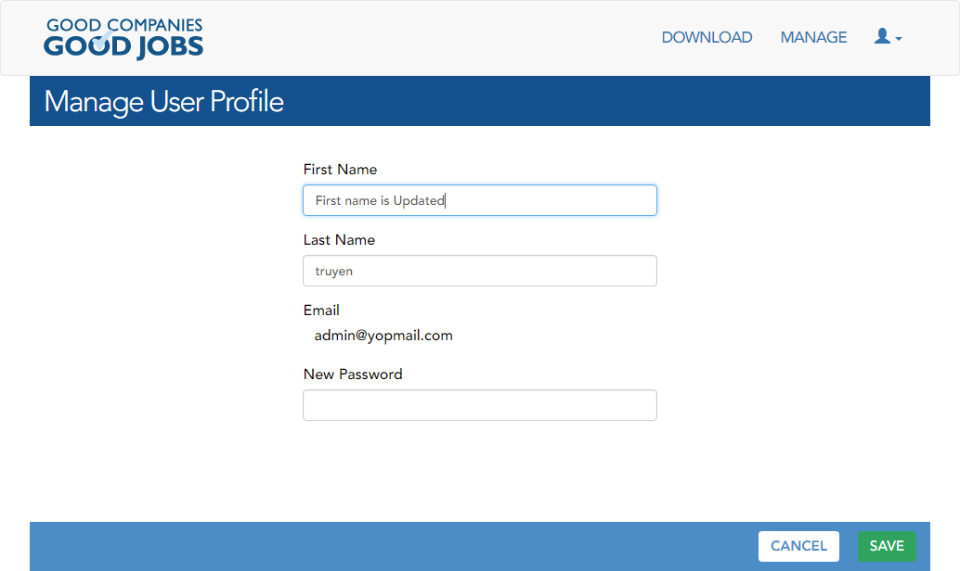 GOOD COMPANIES
GOOD JOBS
DOWNLOAD
MANAGE
Manage User Profile
First Name
First name is Updated
Last Name
truyen
Email
admin@yopmail.com
New Password
CANCEL
SAVE